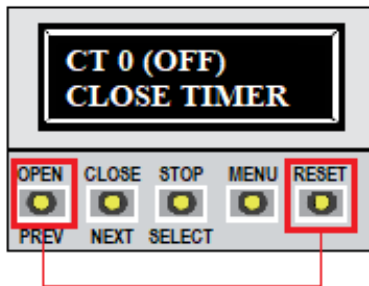 CT 0 (OFF)
CLOSE TIMER
OPEN CLOSE STOP MENU RESET
PREV NEXT SELECT